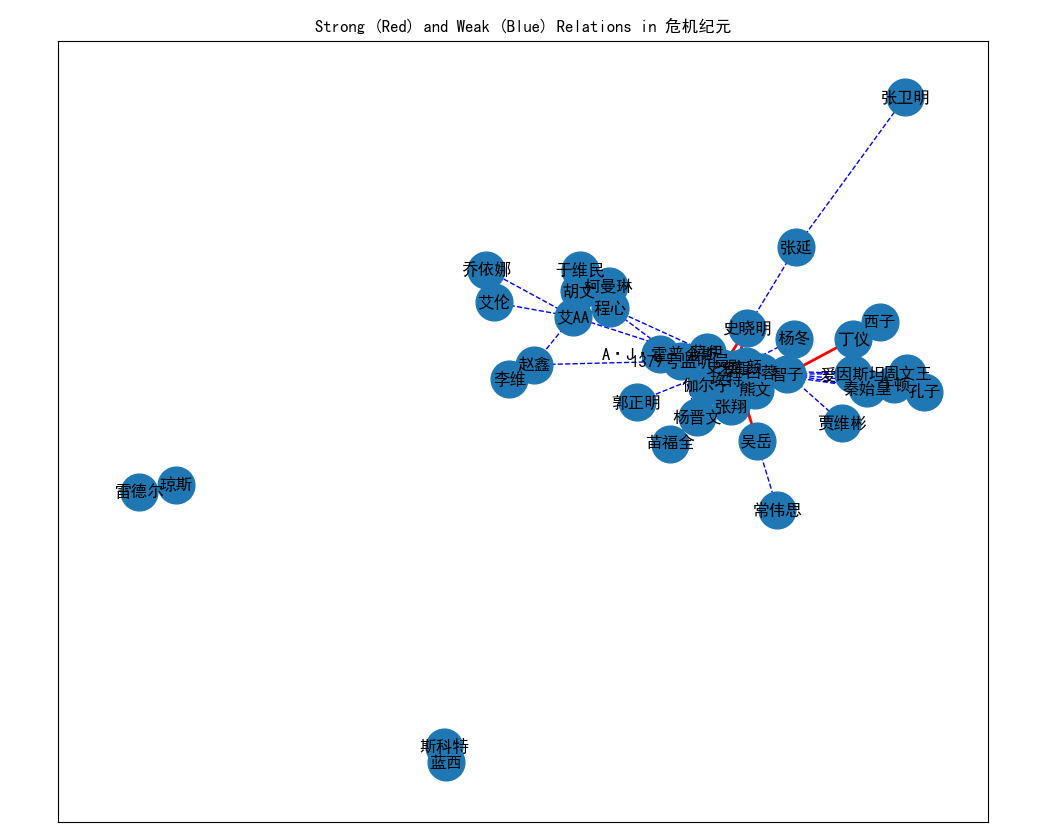 Strong (Red) and Weak (Blue) Relations in 危机纪元
张卫明
张延
乔依娜
于维民
柯曼琳
胡文
艾伦
程心
艾AA
史晓明
杨冬
西子
丁仪
赵鑫
李维
智子
爱因斯坦
周文王
秦始皇
牛顿
孔子
熊文
郭正明
张翔
杨晋文
贾维彬
苗福全
吴岳
常伟思
雷德尔
琼斯
斯科特
蓝西